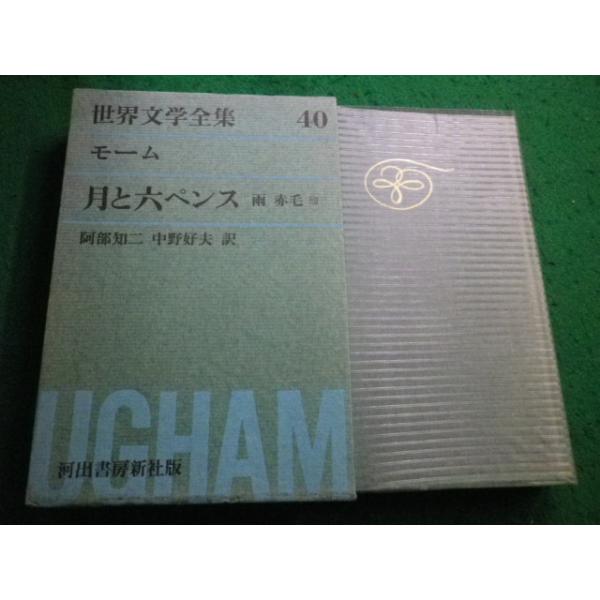 世界文学全集 40
モーム
月と六ペンス 雨 赤毛 他
阿部知二 中野好夫 訳
UGHAM
河出書房新社版